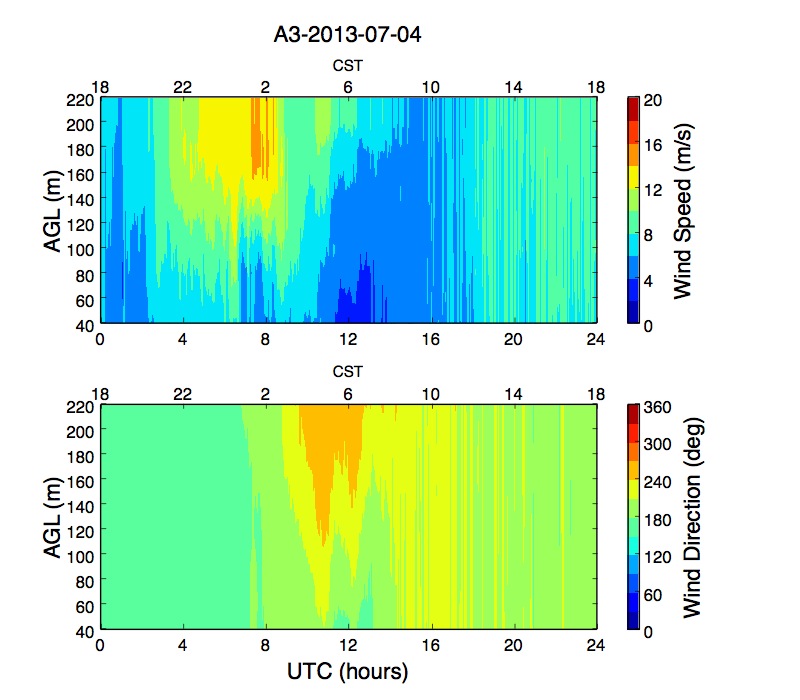 A3-2013-07-04
CST
18 22 2 6 10 14 18
220
200
180
160
140
120
100
80
60
40
AGL (m)
0 4 8 12 16 20 24
20
16
12
8
4
0
Wind Speed (m/s)
CST
18 22 2 6 10 14 18
220
200
180
160
140
120
100
80
60
40
AGL (m)
0 4 8 12 16 20 24
UTC (hours)
360
300
240
180
120
60
0
Wind Direction (deg)